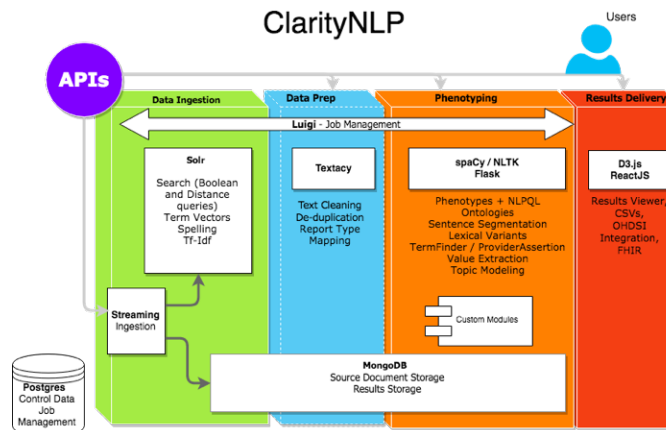 ClarityNLP
Users
APIs
Data Ingestion
Data Prep
Phenotyping
Results Delivery
Luigi - Job Management
Solr
Search (Boolean
and Distance
queries)
Term Vectors
Spelling
Tf-Idf
Textacy
Text Cleaning
De-duplication
Report Type
Mapping
spaCy / NLTK
Flask
Phenotypes + NLPQL
Ontologies
Sentence Segmentation
Lexical Variants
TermFinder / ProviderAssertion
Value Extraction
Topic Modeling
D3.js
ReactJS
Results Viewer,
CSVs,
OHDSI
Integration,
FHIR
Custom Modules
Streaming
Ingestion
MongoDB
Source Document Storage
Results Storage
Postgres
Control Data
Job
Management